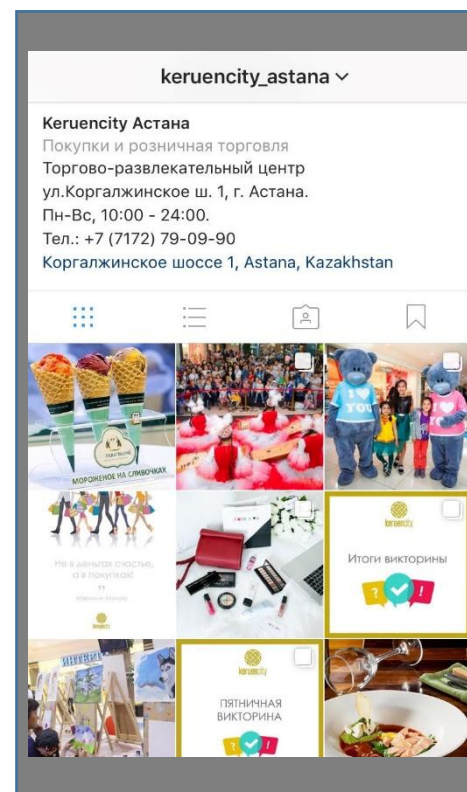 keruencity_astana
Keruencity Астана
Покупки и розничная торговля
Торгово-развлекательный центр
ул.Коргалжинское ш. 1, г. Астана.
Пн-Вс, 10:00 - 24:00.
Тел.: +7 (7172) 79-09-90
Коргалжинское шоссе 1, Astana, Kazakhstan
МОРОЖЕНОЕ НА СЛИВОЧКАХ
I
YOU
I
Не в деньгах счастье,
а в покупках!
keruencity
Итоги викторины
? !
keruencity
ПЯТНИЧНАЯ
ВИКТОРИНА
? !